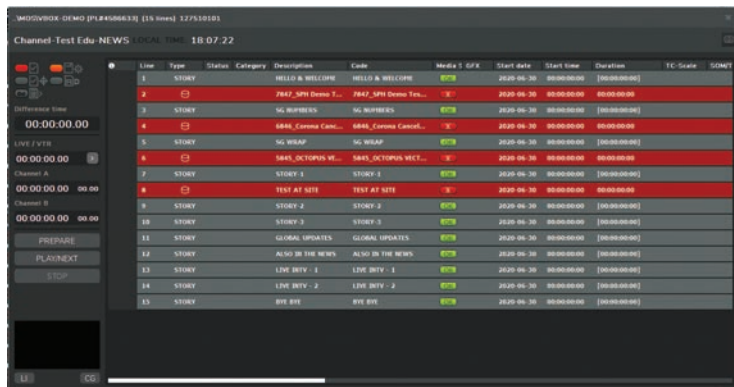 ..\MOS\VBOX-DEMO [PL#4586633] (15 lines) 127510101
Channel-Test Edu-NEWS LOCAL TIME 18:07:22
Line Type Status Category Description Code Media S GFX Start date Start time Duration TC-Scale SOM/T
1 STORY HELLO & WELCOME HELLO & WELCOME OK 2020-06-30 00:00:00:00 [00:00:00:00]
2 7847_SPH Demo T... 7847_SPH Demo Tes... 2020-06-30 00:00:00:00 00:00:00:00
3 STORY SG NUMBERS SG NUMBERS OK 2020-06-30 00:00:00:00 [00:00:00:00]
4 6846_Corona Canc... 6846_Corona Cancel... 2020-06-30 00:00:00:00 00:00:00:00
5 STORY SG WRAP SG WRAP OK 2020-06-30 00:00:00:00 [00:00:00:00]
6 5845_OCTOPUS VE... 5845_OCTOPUS VECT... 2020-06-30 00:00:00:00 00:00:00:00
7 STORY STORY-1 STORY-1 OK 2020-06-30 00:00:00:00 [00:00:00:00]
8 TEST AT SITE TEST AT SITE 2020-06-30 00:00:00:00 00:00:00:00
9 STORY STORY-2 STORY-2 OK 2020-06-30 00:00:00:00 [00:00:00:00]
10 STORY STORY-3 STORY-3 OK 2020-06-30 00:00:00:00 [00:00:00:00]
11 STORY GLOBAL UPDATES GLOBAL UPDATES OK 2020-06-30 00:00:00:00 [00:00:00:00]
12 STORY ALSO IN THE NEWS ALSO IN THE NEWS OK 2020-06-30 00:00:00:00 [00:00:00:00]
13 STORY LIVE INTV - 1 LIVE INTV - 1 OK 2020-06-30 00:00:00:00 [00:00:00:00]
14 STORY LIVE INTV - 2 LIVE INTV - 2 OK 2020-06-30 00:00:00:00 [00:00:00:00]
15 STORY BYE BYE BYE BYE OK 2020-06-30 00:00:00:00 [00:00:00:00]
Difference time
00:00:00.00
LIVE / VTR
00:00:00.00
Channel A
00:00:00.00 00.00
Channel B
00:00:00.00 00.00
PREPARE
PLAY/NEXT
STOP
LI CG